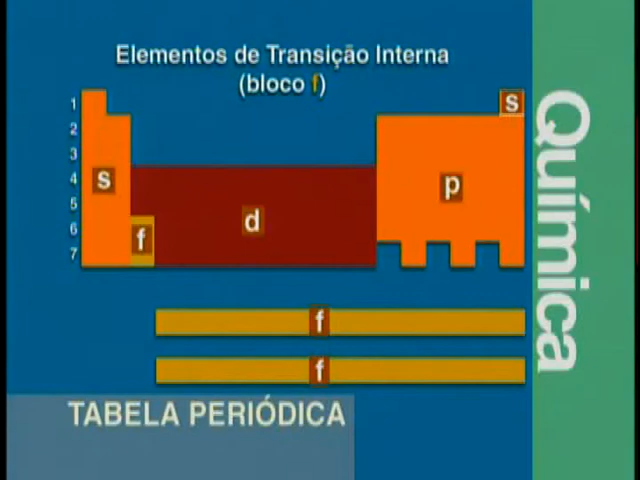 Elementos de Transição Interna
(bloco f)
1
s
2
3
4
s
p
5
d
6
f
7
f
f
TABELA PERIÓDICA
Química